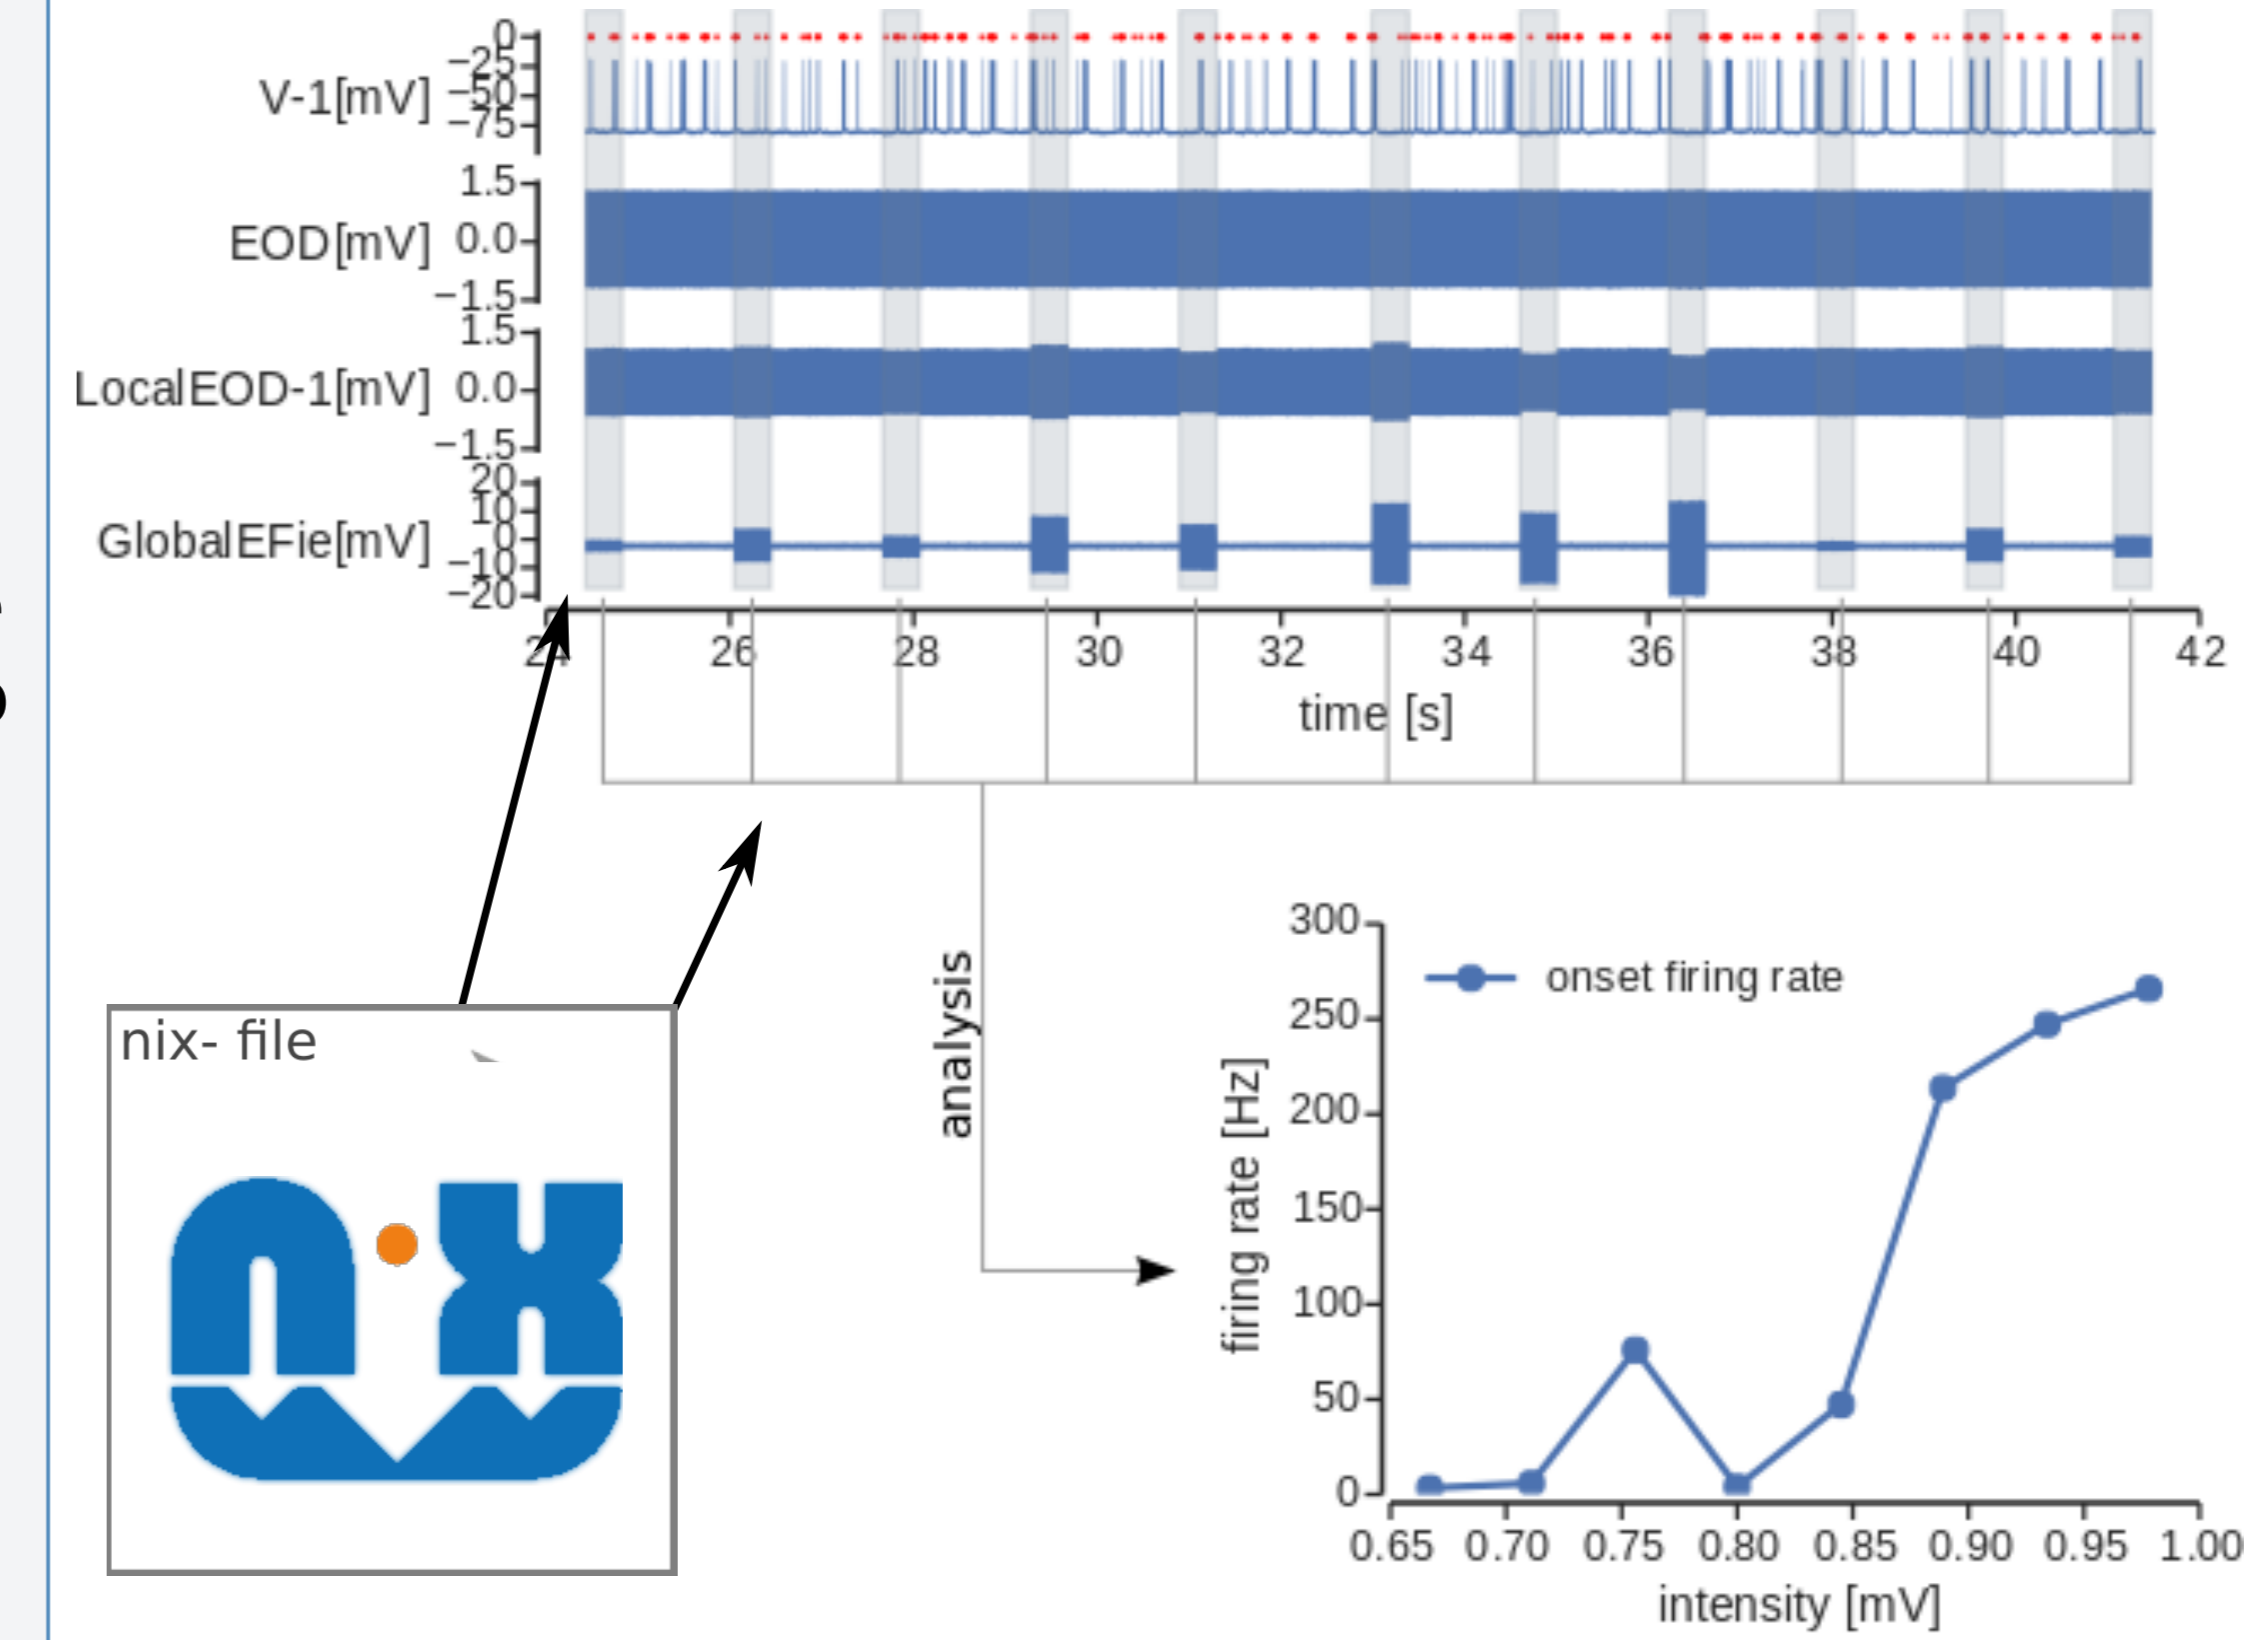 V-1[mV]
0
−25
−50
−75
EOD[mV]
1.5
0.0
−1.5
LocalEOD-1[mV]
1.5
0.0
−1.5
GlobalEFie[mV]
20
10
0
−10
−20
24 26 28 30 32 34 36 38 40 42
time [s]
nix- file
nix
analysis
firing rate [Hz]
300
250
200
150
100
50
0
onset firing rate
0.65 0.70 0.75 0.80 0.85 0.90 0.95 1.00
intensity [mV]